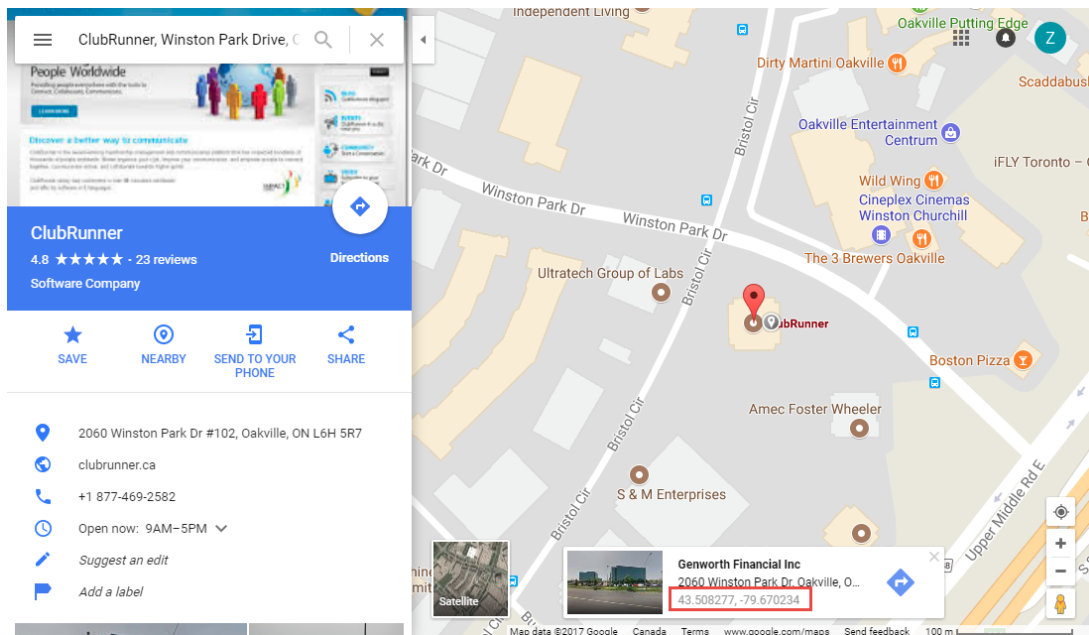 ClubRunner, Winston Park Drive, C
People Worldwide
Discover a better way to communicate
BLOG
EVENTS
COMMUNITY
IMPACT
ClubRunner
4.8 ★★★★★ · 23 reviews
Software Company
Directions
SAVE
NEARBY
SEND TO YOUR
PHONE
SHARE
2060 Winston Park Dr #102, Oakville, ON L6H 5R7
clubrunner.ca
+1 877-469-2582
Open now: 9AM–5PM
Suggest an edit
Add a label
Independent Living
Oakville Putting Edge
Z
Dirty Martini Oakville
Scaddabus
Oakville Entertainment
Centrum
iFLY Toronto –
Wild Wing
Cineplex Cinemas
Winston Churchill
The 3 Brewers Oakville
Bristol Cir
ark Dr
Winston Park Dr
Winston Park Dr
Ultratech Group of Labs
Bristol Cir
ubRunner
Boston Pizza
Amec Foster Wheeler
Bristol Cir
S & M Enterprises
Bristol Cir
Upper Middle Rd E
Satellite
Genworth Financial Inc
2060 Winston Park Dr, Oakville, O...
43.508277, -79.670234
Map data ©2017 Google Canada Terms www.google.com/maps Send feedback 100 m